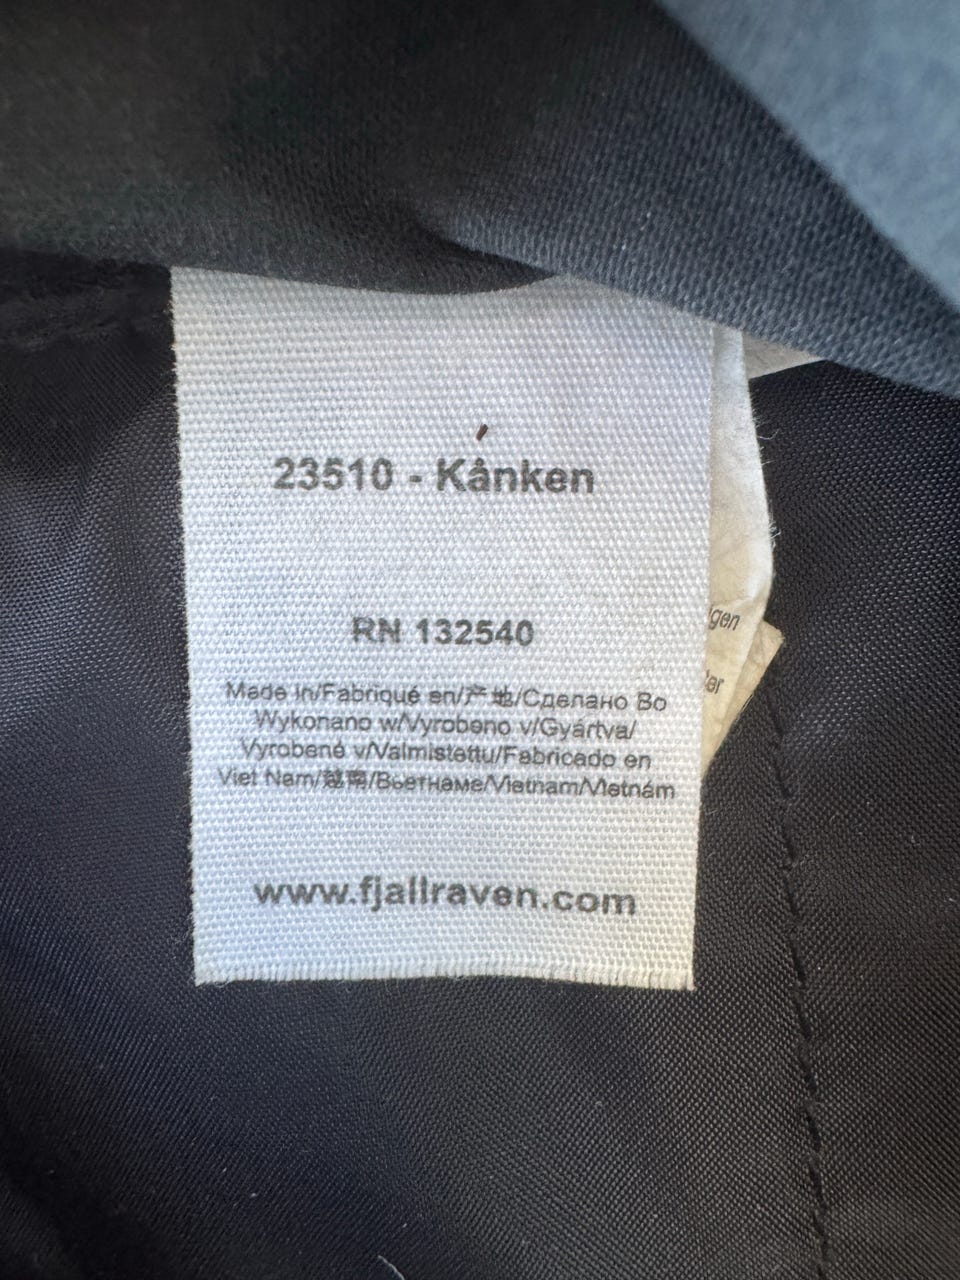 23510 - Kånken
RN 132540
Made in/Fabriqué en/产地/Сделано Во
Wykonano w/Vyrobeno v/Gyártva/
Vyrobené v/Valmistettu/Fabricado en
Viet Nam/越南/Вьетнаме/Vietnam/Vietnám
www.fjallraven.com